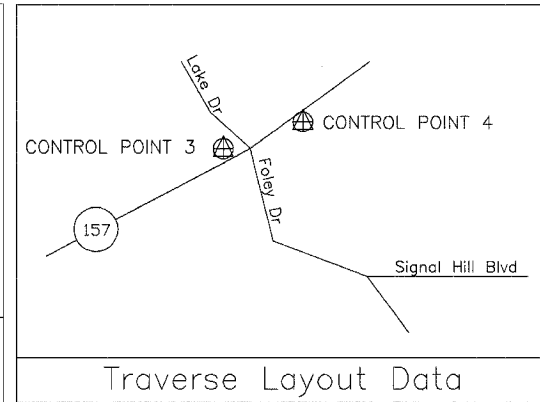 Lake Dr
CONTROL POINT 4
CONTROL POINT 3
Foley Dr
157
Signal Hill Blvd
Traverse Layout Data